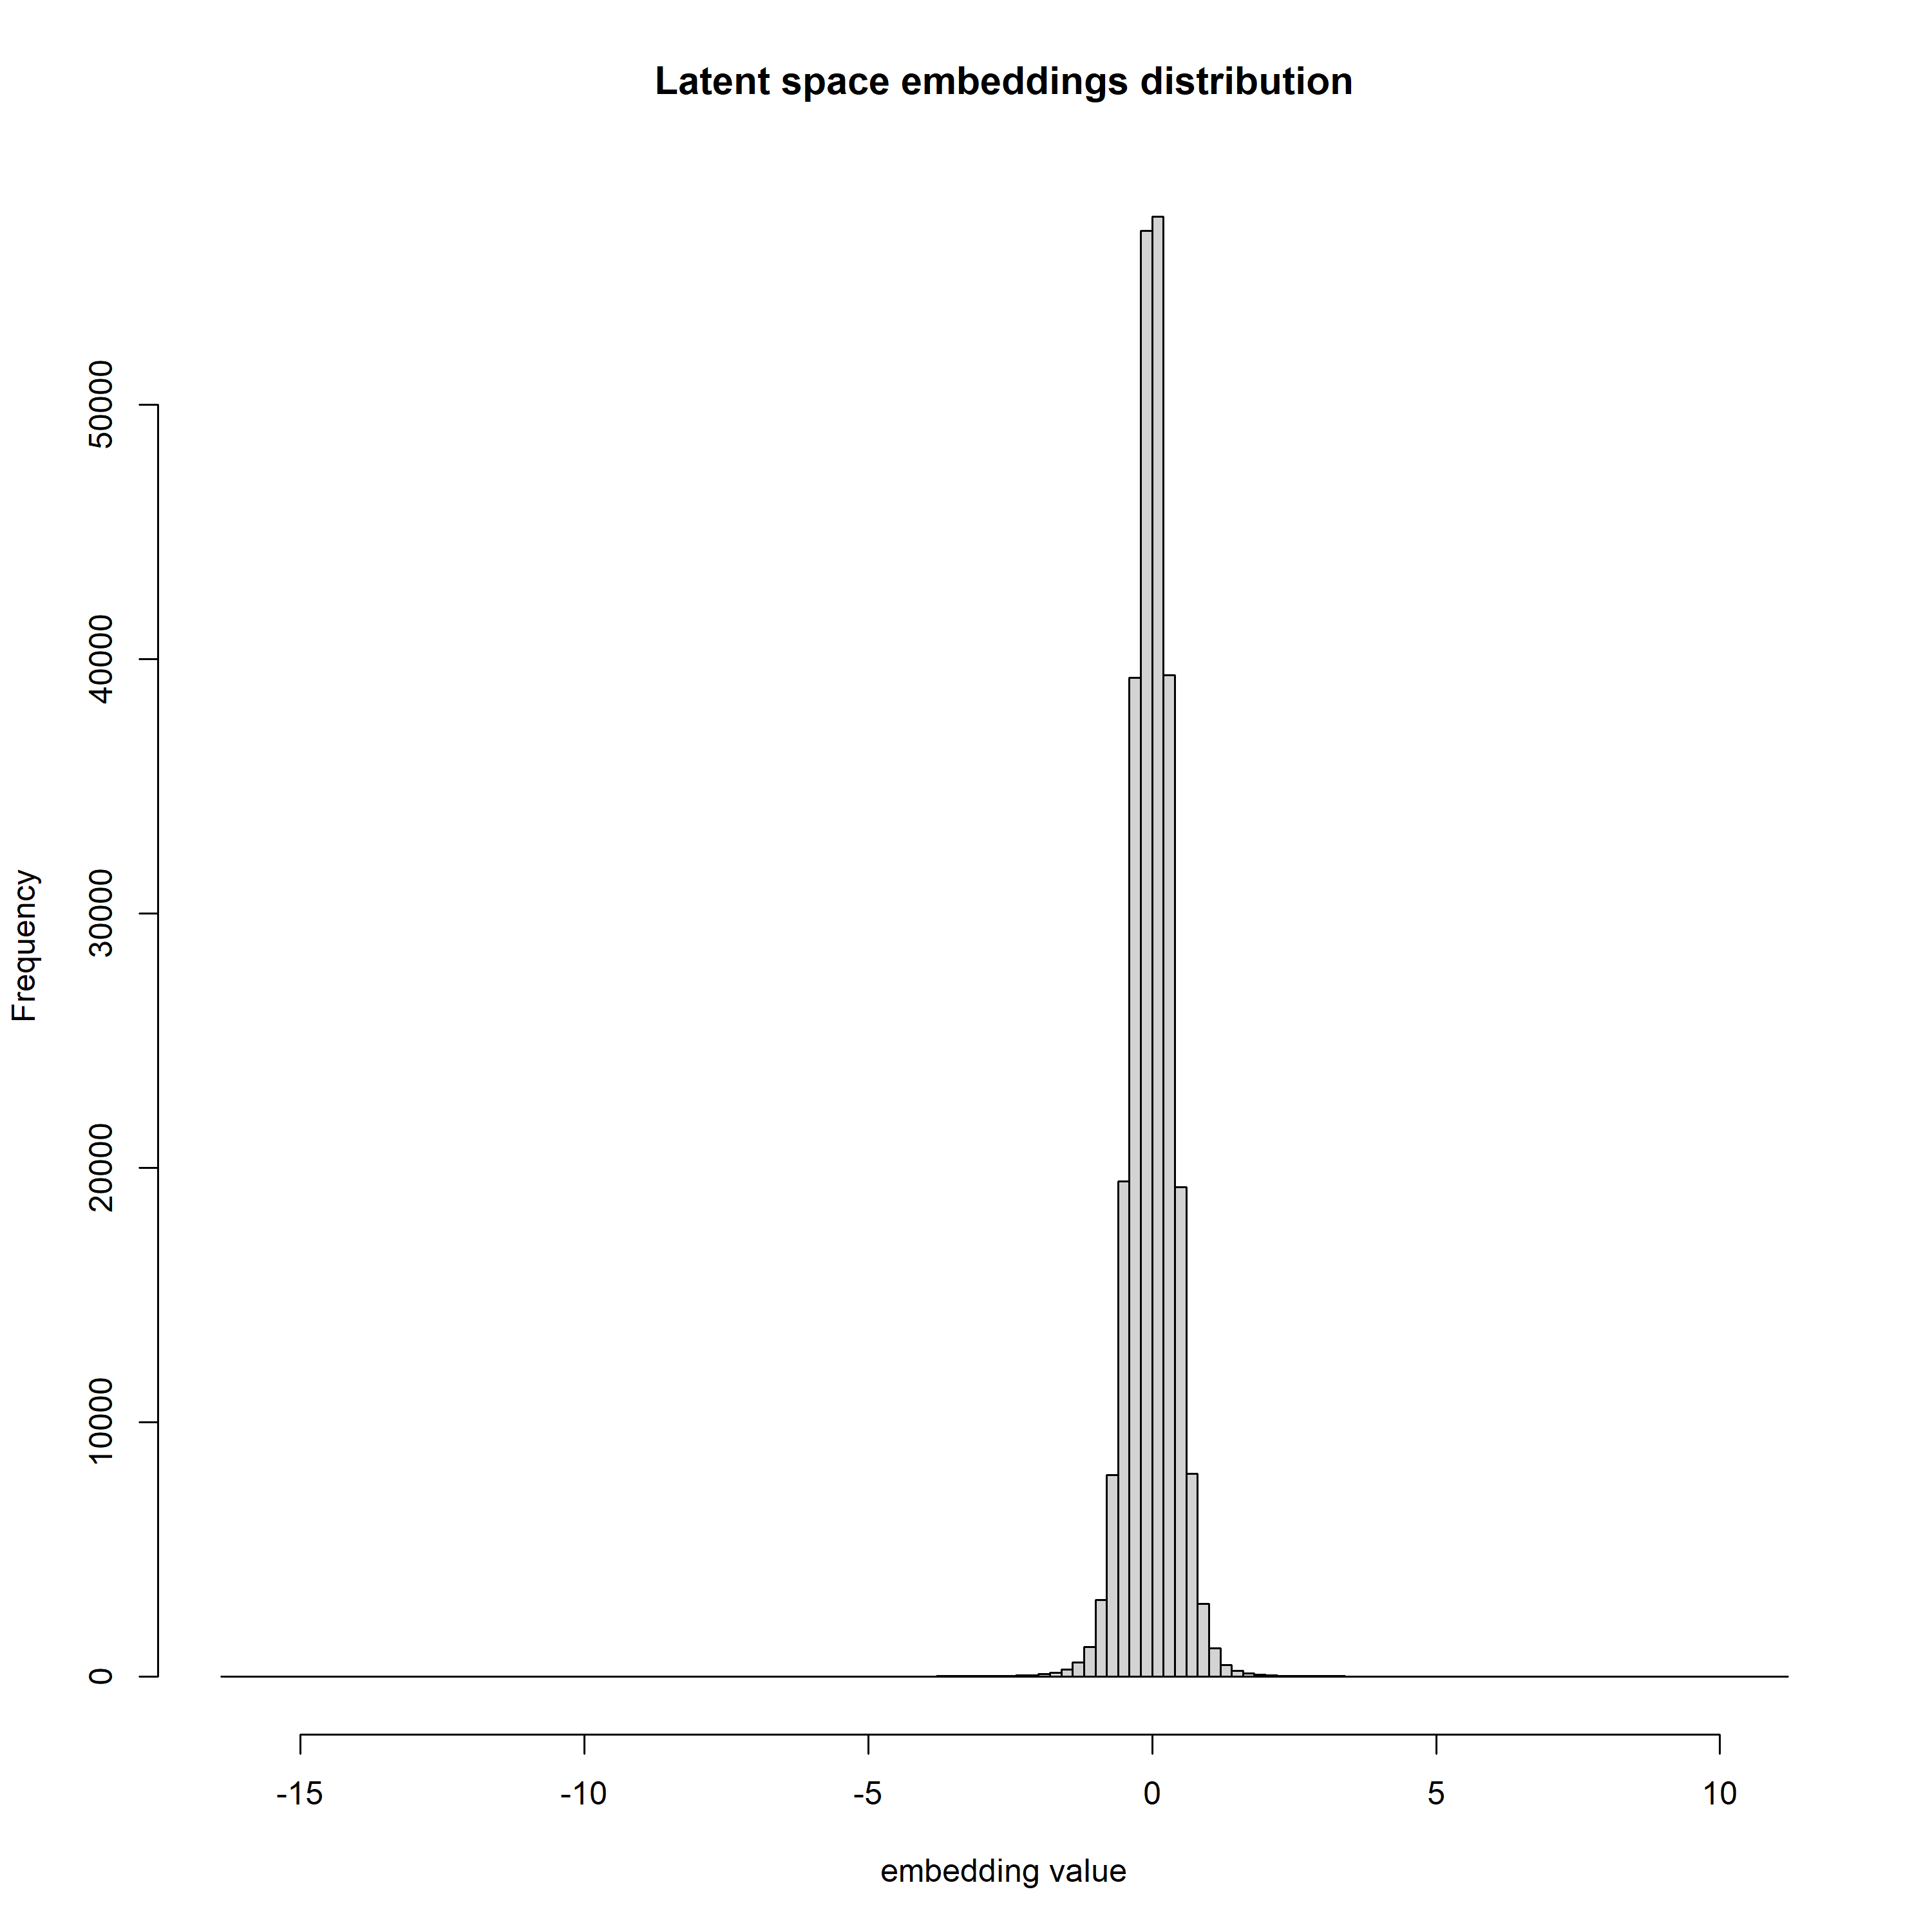 Latent space embeddings distribution
Frequency
50000
40000
30000
20000
10000
0
-15 -10 -5 0 5 10
embedding value